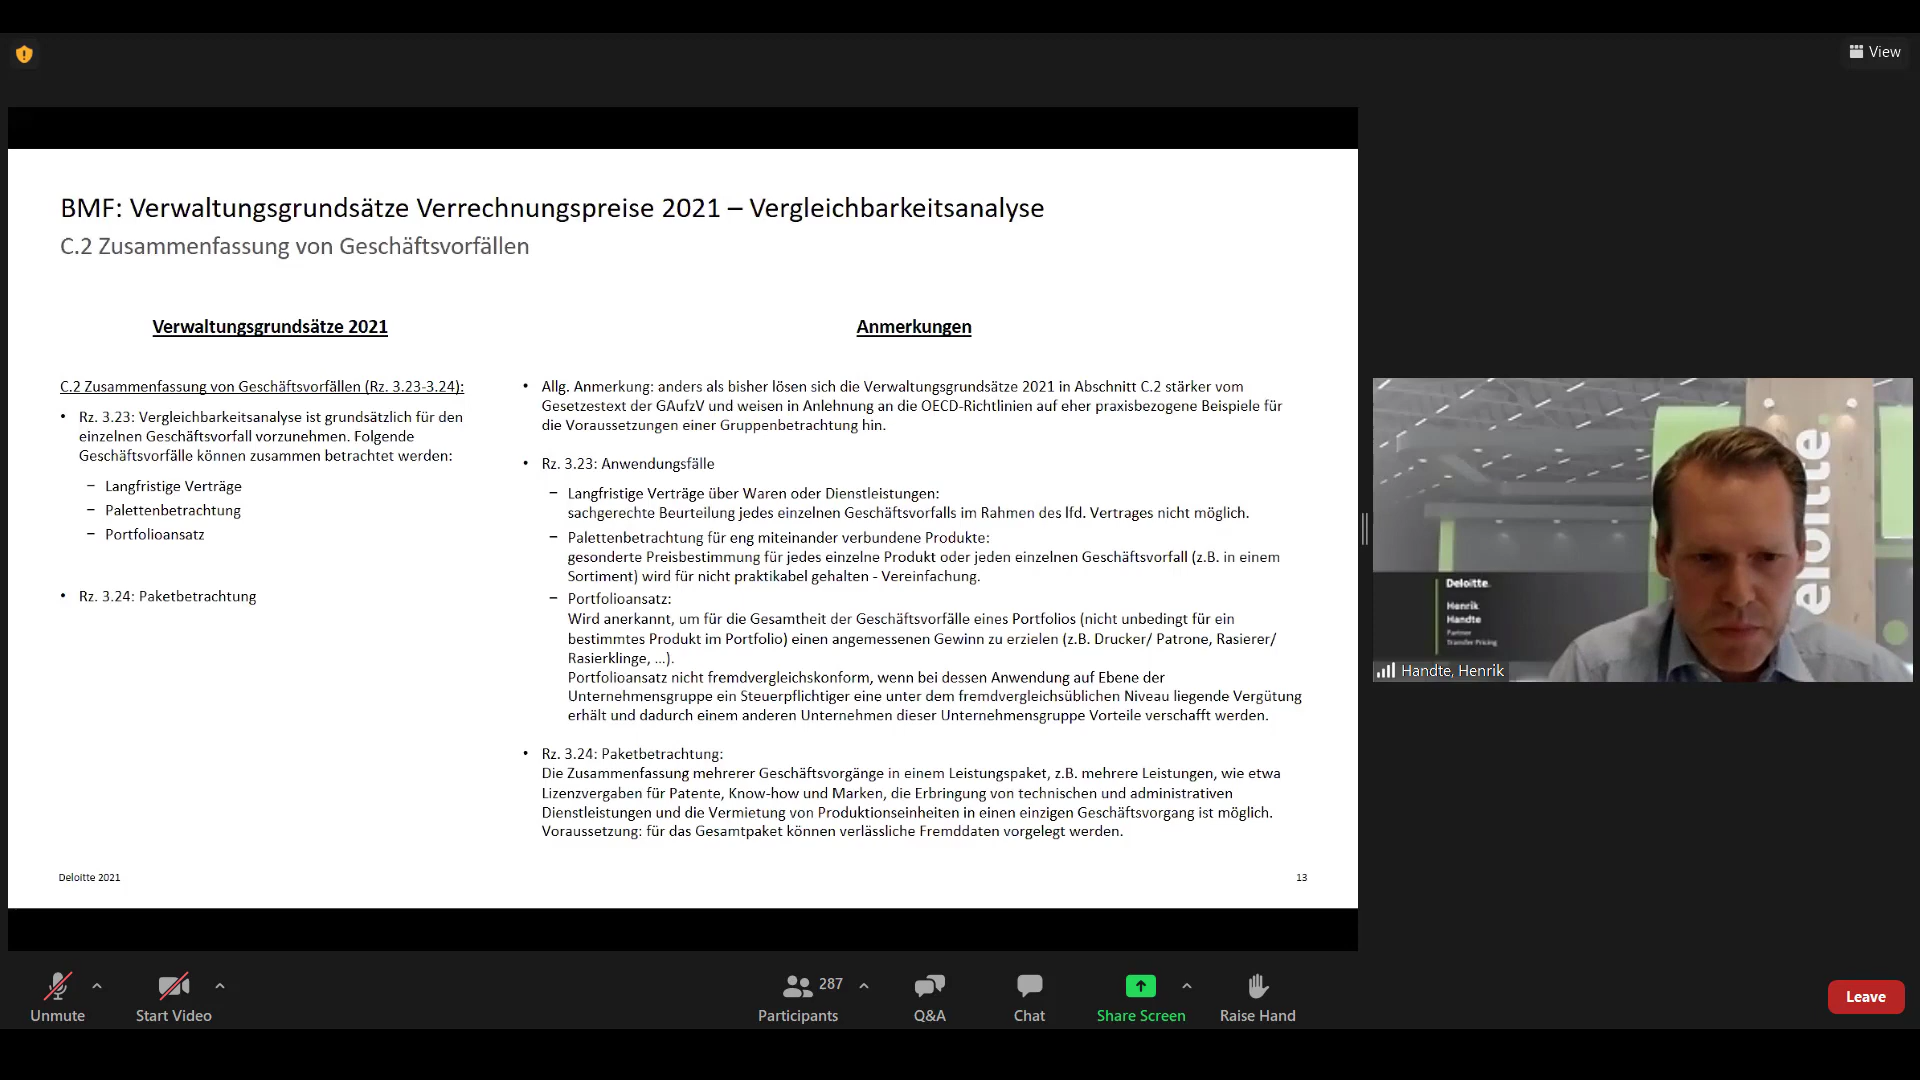 View
BMF: Verwaltungsgrundsätze Verrechnungspreise 2021 – Vergleichbarkeitsanalyse
C.2 Zusammenfassung von Geschäftsvorfällen
Verwaltungsgrundsätze 2021
C.2 Zusammenfassung von Geschäftsvorfällen (Rz. 3.23-3.24):
• Rz. 3.23: Vergleichbarkeitsanalyse ist grundsätzlich für den
einzelnen Geschäftsvorfall vorzunehmen. Folgende
Geschäftsvorfälle können zusammen betrachtet werden:
– Langfristige Verträge
– Palettenbetrachtung
– Portfolioansatz
• Rz. 3.24: Paketbetrachtung
Anmerkungen
• Allg. Anmerkung: anders als bisher lösen sich die Verwaltungsgrundsätze 2021 in Abschnitt C.2 stärker vom
Gesetzestext der GAufzV und weisen in Anlehnung an die OECD-Richtlinien auf eher praxisbezogene Beispiele für
die Voraussetzungen einer Gruppenbetrachtung hin.
• Rz. 3.23: Anwendungsfälle
– Langfristige Verträge über Waren oder Dienstleistungen:
sachgerechte Beurteilung jedes einzelnen Geschäftsvorfalls im Rahmen des lfd. Vertrages nicht möglich.
– Palettenbetrachtung für eng miteinander verbundene Produkte:
gesonderte Preisbestimmung für jedes einzelne Produkt oder jeden einzelnen Geschäftsvorfall (z.B. in einem
Sortiment) wird für nicht praktikabel gehalten - Vereinfachung.
– Portfolioansatz:
Wird anerkannt, um für die Gesamtheit der Geschäftsvorfälle eines Portfolios (nicht unbedingt für ein
bestimmtes Produkt im Portfolio) einen angemessenen Gewinn zu erzielen (z.B. Drucker/ Patrone, Rasierer/
Rasierklinge, ...).
Portfolioansatz nicht fremdvergleichskonform, wenn bei dessen Anwendung auf Ebene der
Unternehmensgruppe ein Steuerpflichtiger eine unter dem fremdvergleichsüblichen Niveau liegende Vergütung
erhält und dadurch einem anderen Unternehmen dieser Unternehmensgruppe Vorteile verschafft werden.
• Rz. 3.24: Paketbetrachtung:
Die Zusammenfassung mehrerer Geschäftsvorgänge in einem Leistungspaket, z.B. mehrere Leistungen, wie etwa
Lizenzvergaben für Patente, Know-how und Marken, die Erbringung von technischen und administrativen
Dienstleistungen und die Vermietung von Produktionseinheiten in einen einzigen Geschäftsvorgang ist möglich.
Voraussetzung: für das Gesamtpaket können verlässliche Fremddaten vorgelegt werden.
Deloitte 2021
13
eloitte
Deloitte.
Henrik
Handte
Partner
Transfer Pricing
Handte, Henrik
Unmute
Start Video
287
Participants
Q&A
Chat
Share Screen
Raise Hand
Leave